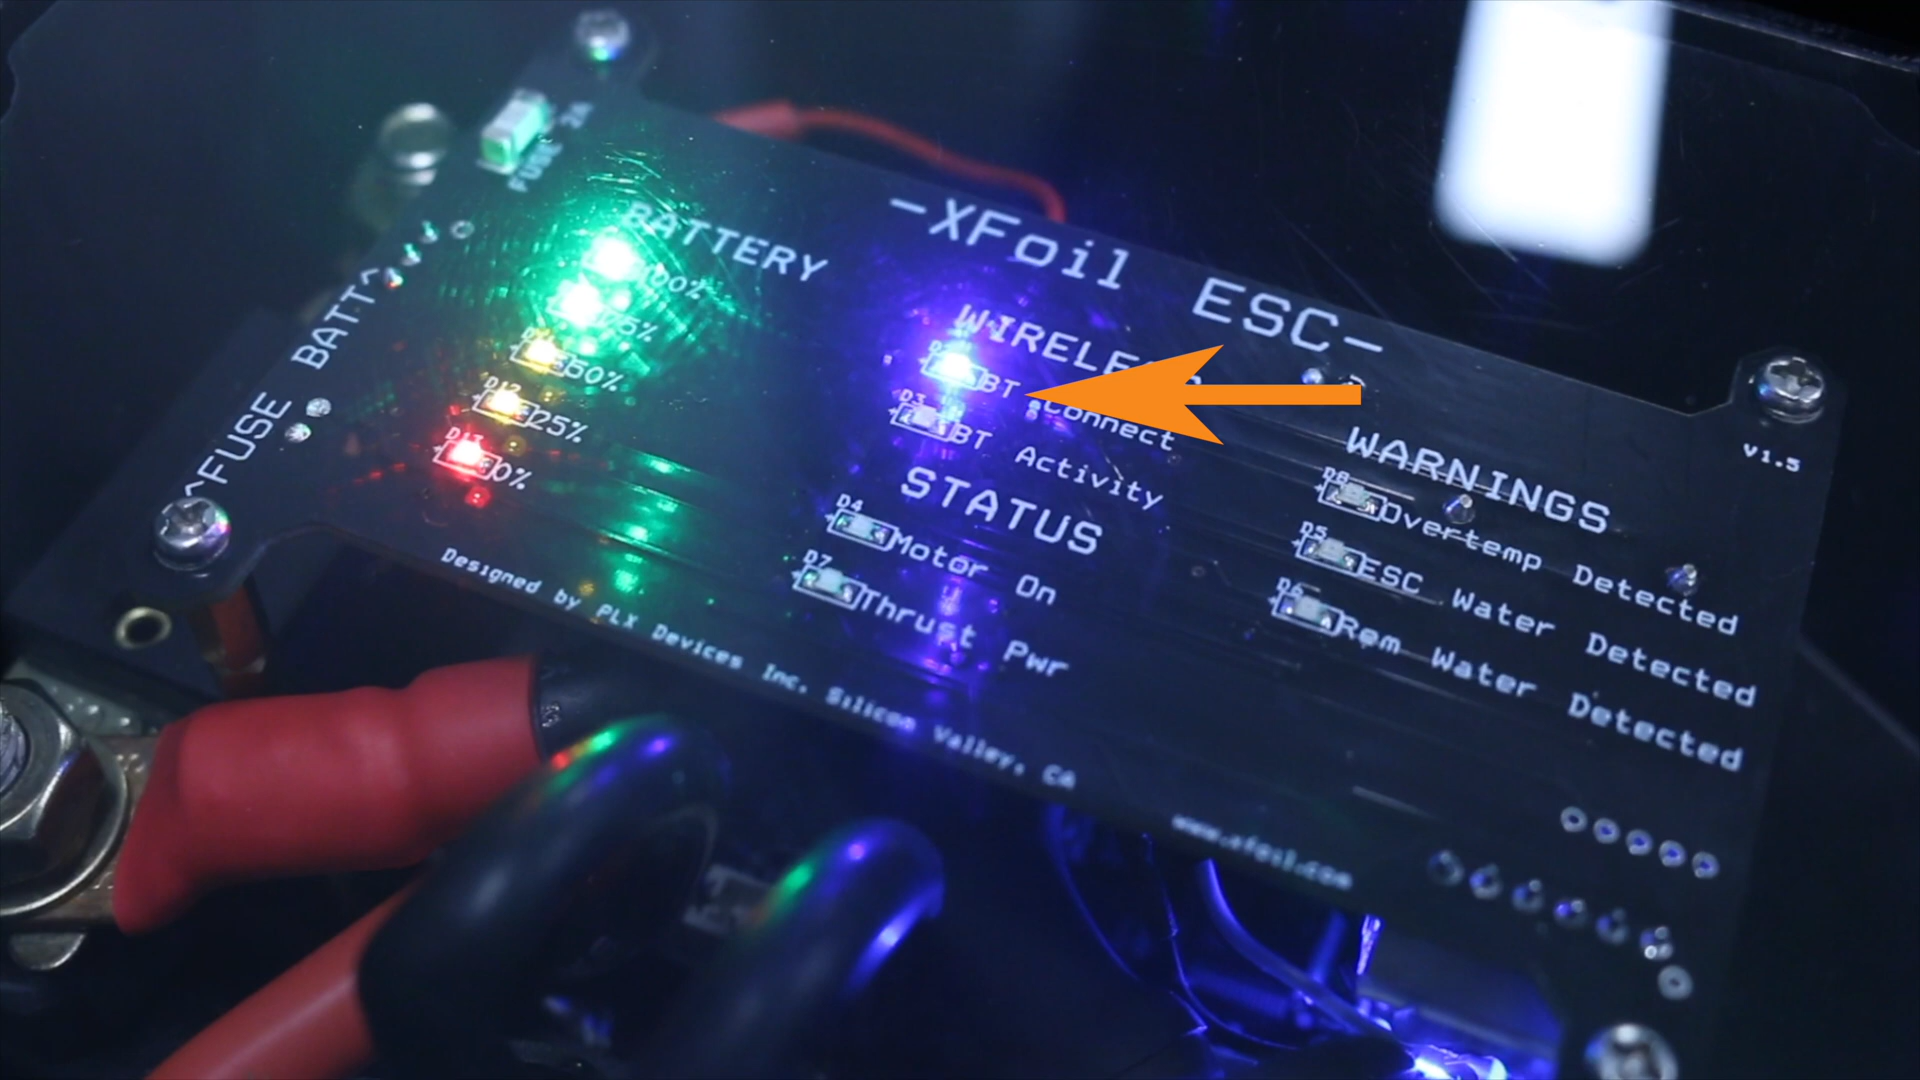 FUSE 2A
-XFoil ESC-
BATTERY
100%
75%
50%
D12
25%
D13
0%
^FUSE BATT^
WIRELESS
BT Connect
D3
BT Activity
STATUS
D4
Motor On
D7
Thrust Pwr
v1.5
WARNINGS
D8
Overtemp Detected
D5
ESC Water Detected
D6
Rem Water Detected
Designed by PLX Devices Inc. Silicon Valley, CA
www.xfoil.com